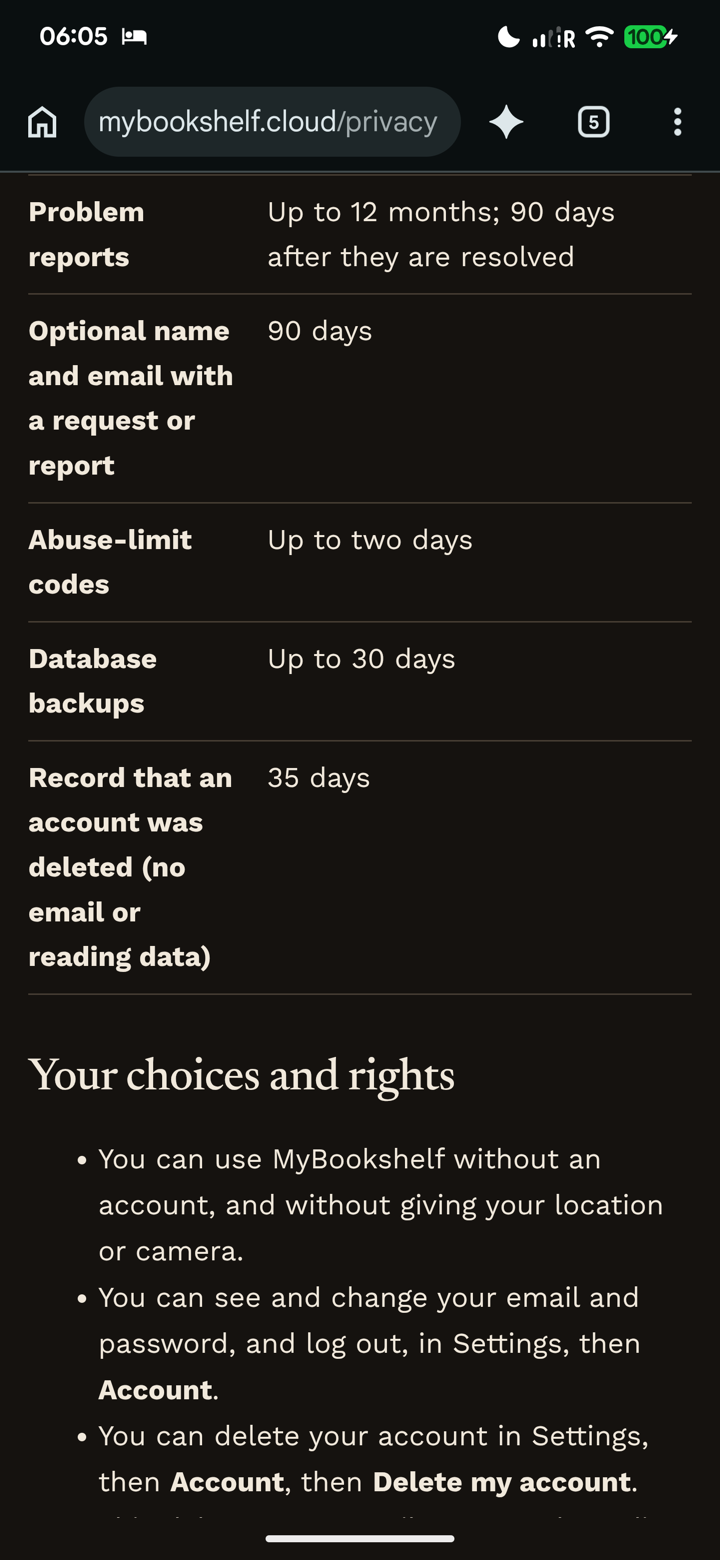 06:05
R
100
mybookshelf.cloud/privacy
5
Problem
reports
Up to 12 months; 90 days
after they are resolved
Optional name
and email with
a request or
report
90 days
Abuse-limit
codes
Up to two days
Database
backups
Up to 30 days
Record that an
account was
deleted (no
email or
reading data)
35 days
Your choices and rights
You can use MyBookshelf without an
account, and without giving your location
or camera.
You can see and change your email and
password, and log out, in Settings, then
Account.
You can delete your account in Settings,
then Account, then Delete my account.